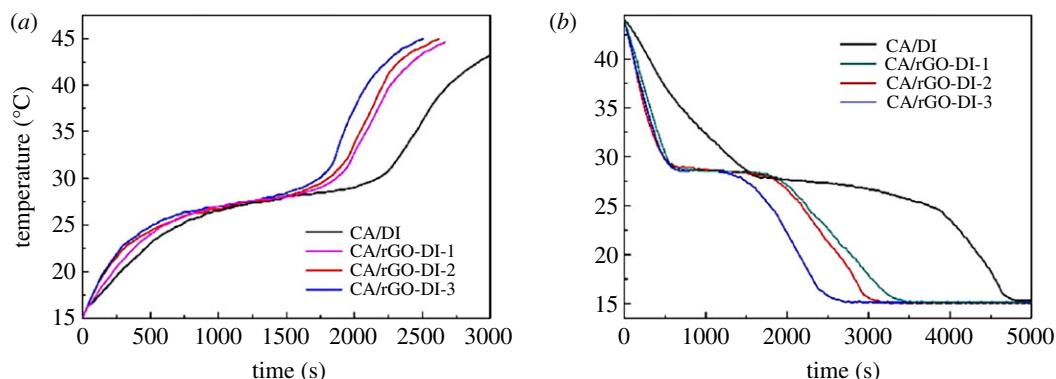 (a)
45
40
35
30
25
20
15
temperature (°C)
CA/DI
CA/rGO-DI-1
CA/rGO-DI-2
CA/rGO-DI-3
0 500 1000 1500 2000 2500 3000
time (s)
(b)
40
35
30
25
20
15
CA/DI
CA/rGO-DI-1
CA/rGO-DI-2
CA/rGO-DI-3
0 1000 2000 3000 4000 5000
time (s)